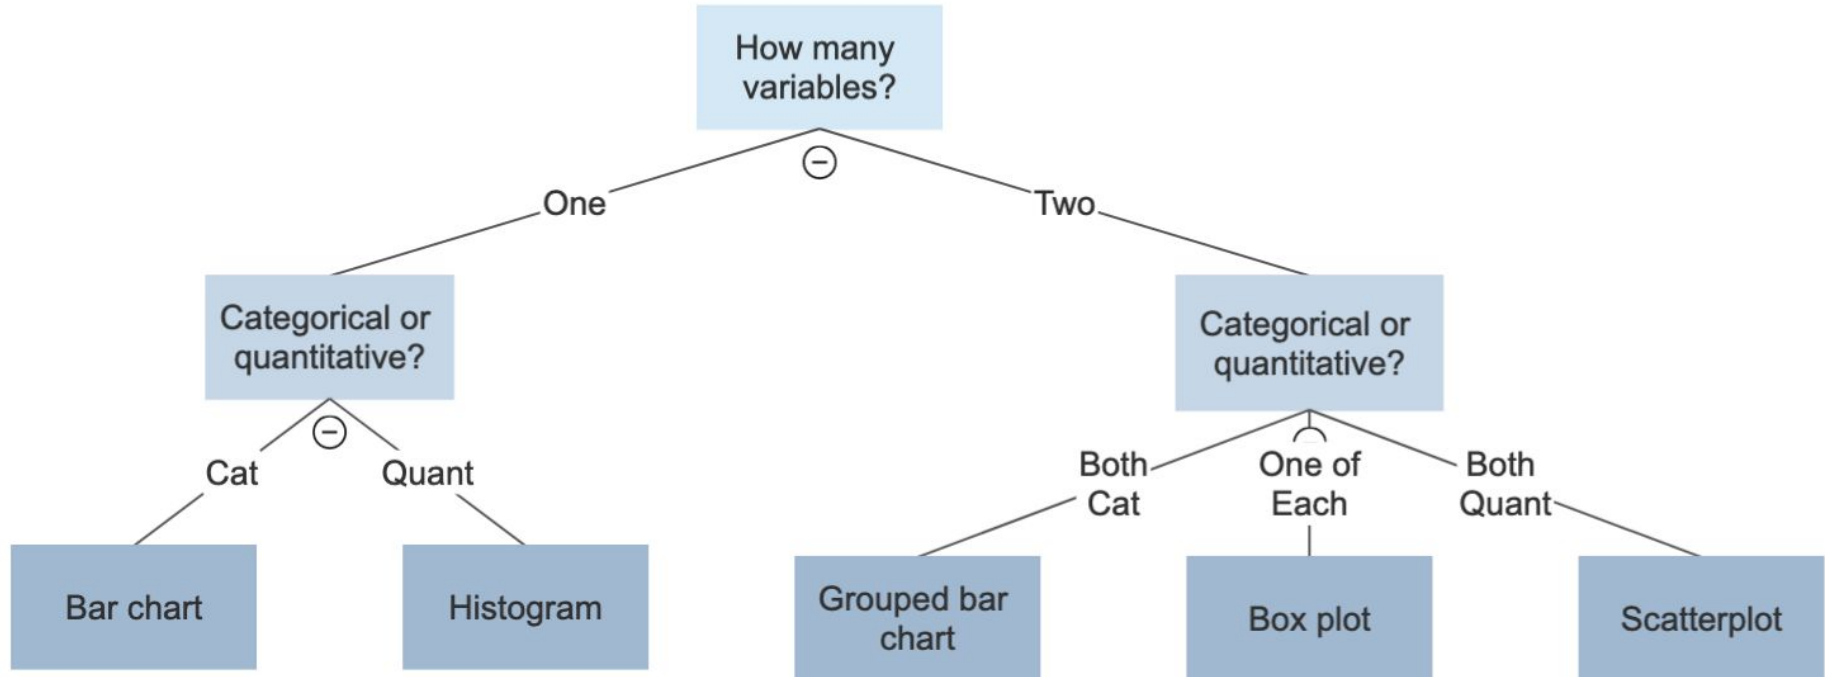 How many
variables?
One
Two
Categorical or
quantitative?
Categorical or
quantitative?
Cat
Quant
Both
Cat
One of
Each
Both
Quant
Bar chart
Histogram
Grouped bar
chart
Box plot
Scatterplot